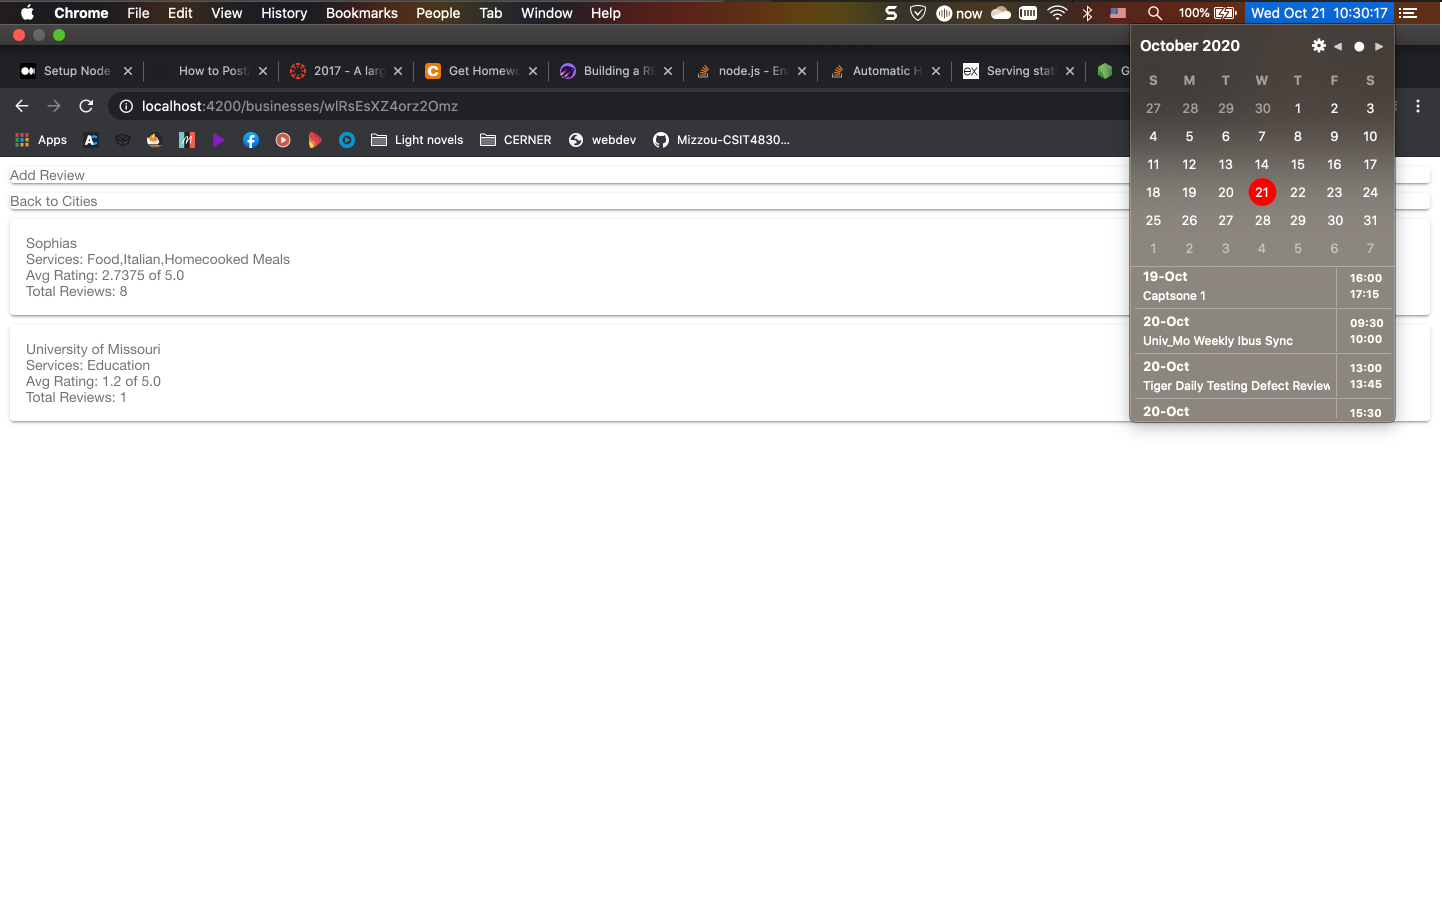 Chrome File Edit View History Bookmarks People Tab Window Help now 100% Wed Oct 21 10:30:17
Setup Node How to Post 2017 - A larg Get Homew Building a RE node.js - En Automatic H EX Serving stati G
localhost:4200/businesses/wlRsEsXZ4orz2Omz
Apps Light novels CERNER webdev Mizzou-CSIT4830...
Add Review
Back to Cities
Sophias
Services: Food,Italian,Homecooked Meals
Avg Rating: 2.7375 of 5.0
Total Reviews: 8
University of Missouri
Services: Education
Avg Rating: 1.2 of 5.0
Total Reviews: 1
October 2020
S M T W T F S
27 28 29 30 1 2 3
4 5 6 7 8 9 10
11 12 13 14 15 16 17
18 19 20 21 22 23 24
25 26 27 28 29 30 31
1 2 3 4 5 6 7
19-Oct 16:00
Captsone 1 17:15
20-Oct 09:30
Univ_Mo Weekly Ibus Sync 10:00
20-Oct 13:00
Tiger Daily Testing Defect Review 13:45
20-Oct 15:30